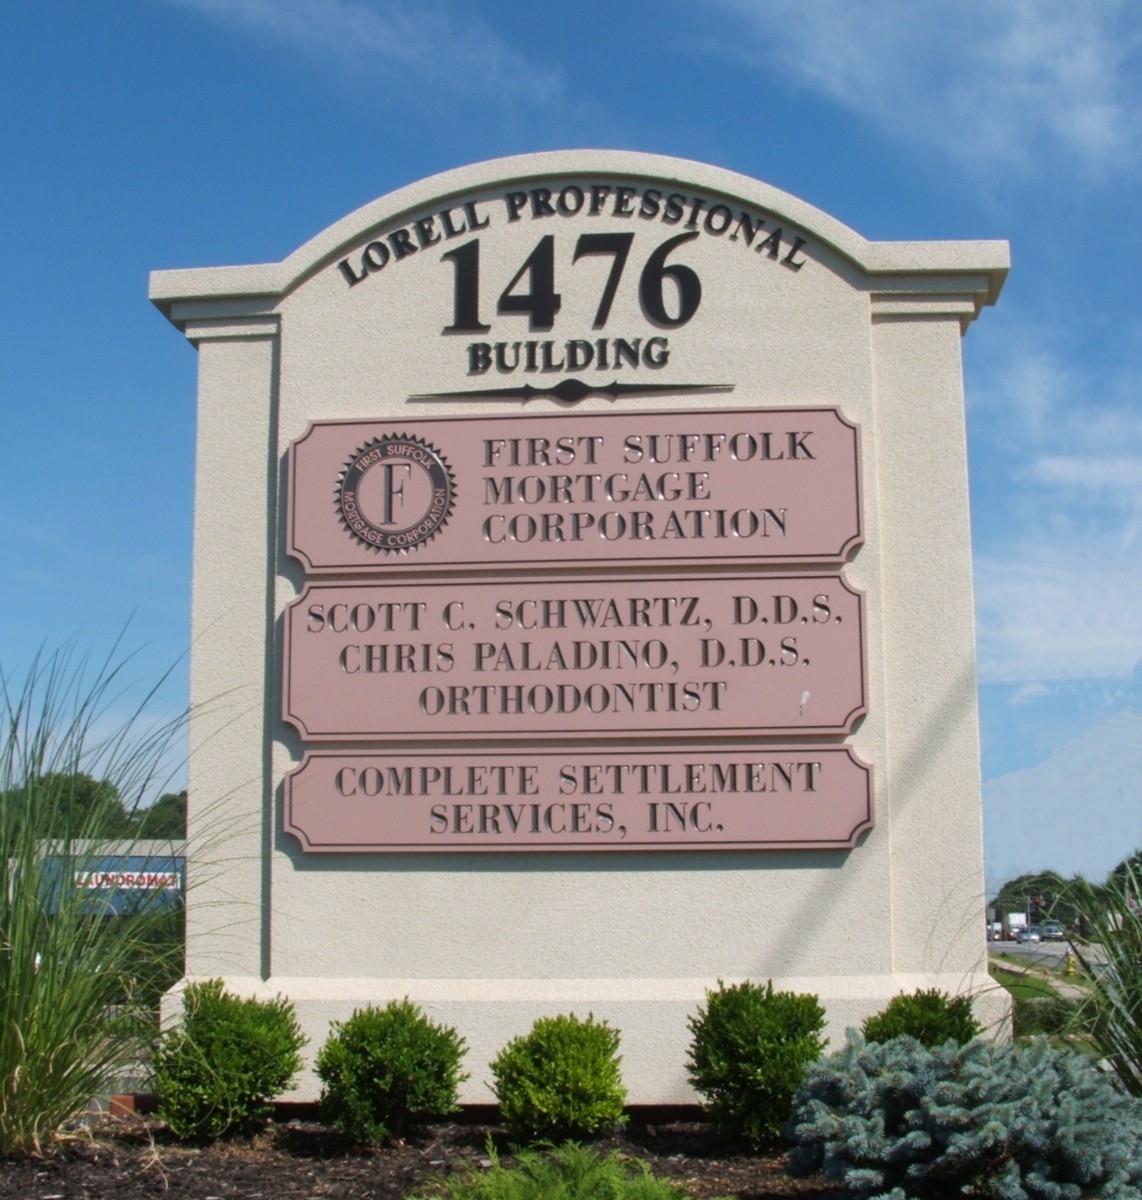 LORELL PROFESSIONAL
1476
BUILDING
FIRST SUFFOLK
MORTGAGE CORPORATION
F
FIRST SUFFOLK
MORTGAGE
CORPORATION
SCOTT C. SCHWARTZ, D.D.S.
CHRIS PALADINO, D.D.S.
ORTHODONTIST
COMPLETE SETTLEMENT
SERVICES, INC.
LAUNDROMAT